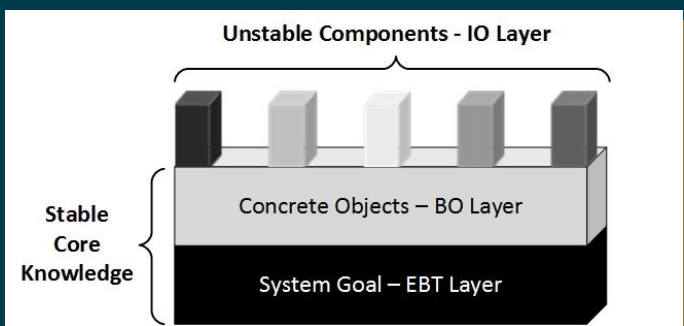 Unstable Components - IO Layer
Concrete Objects – BO Layer
Stable
Core
Knowledge
System Goal – EBT Layer